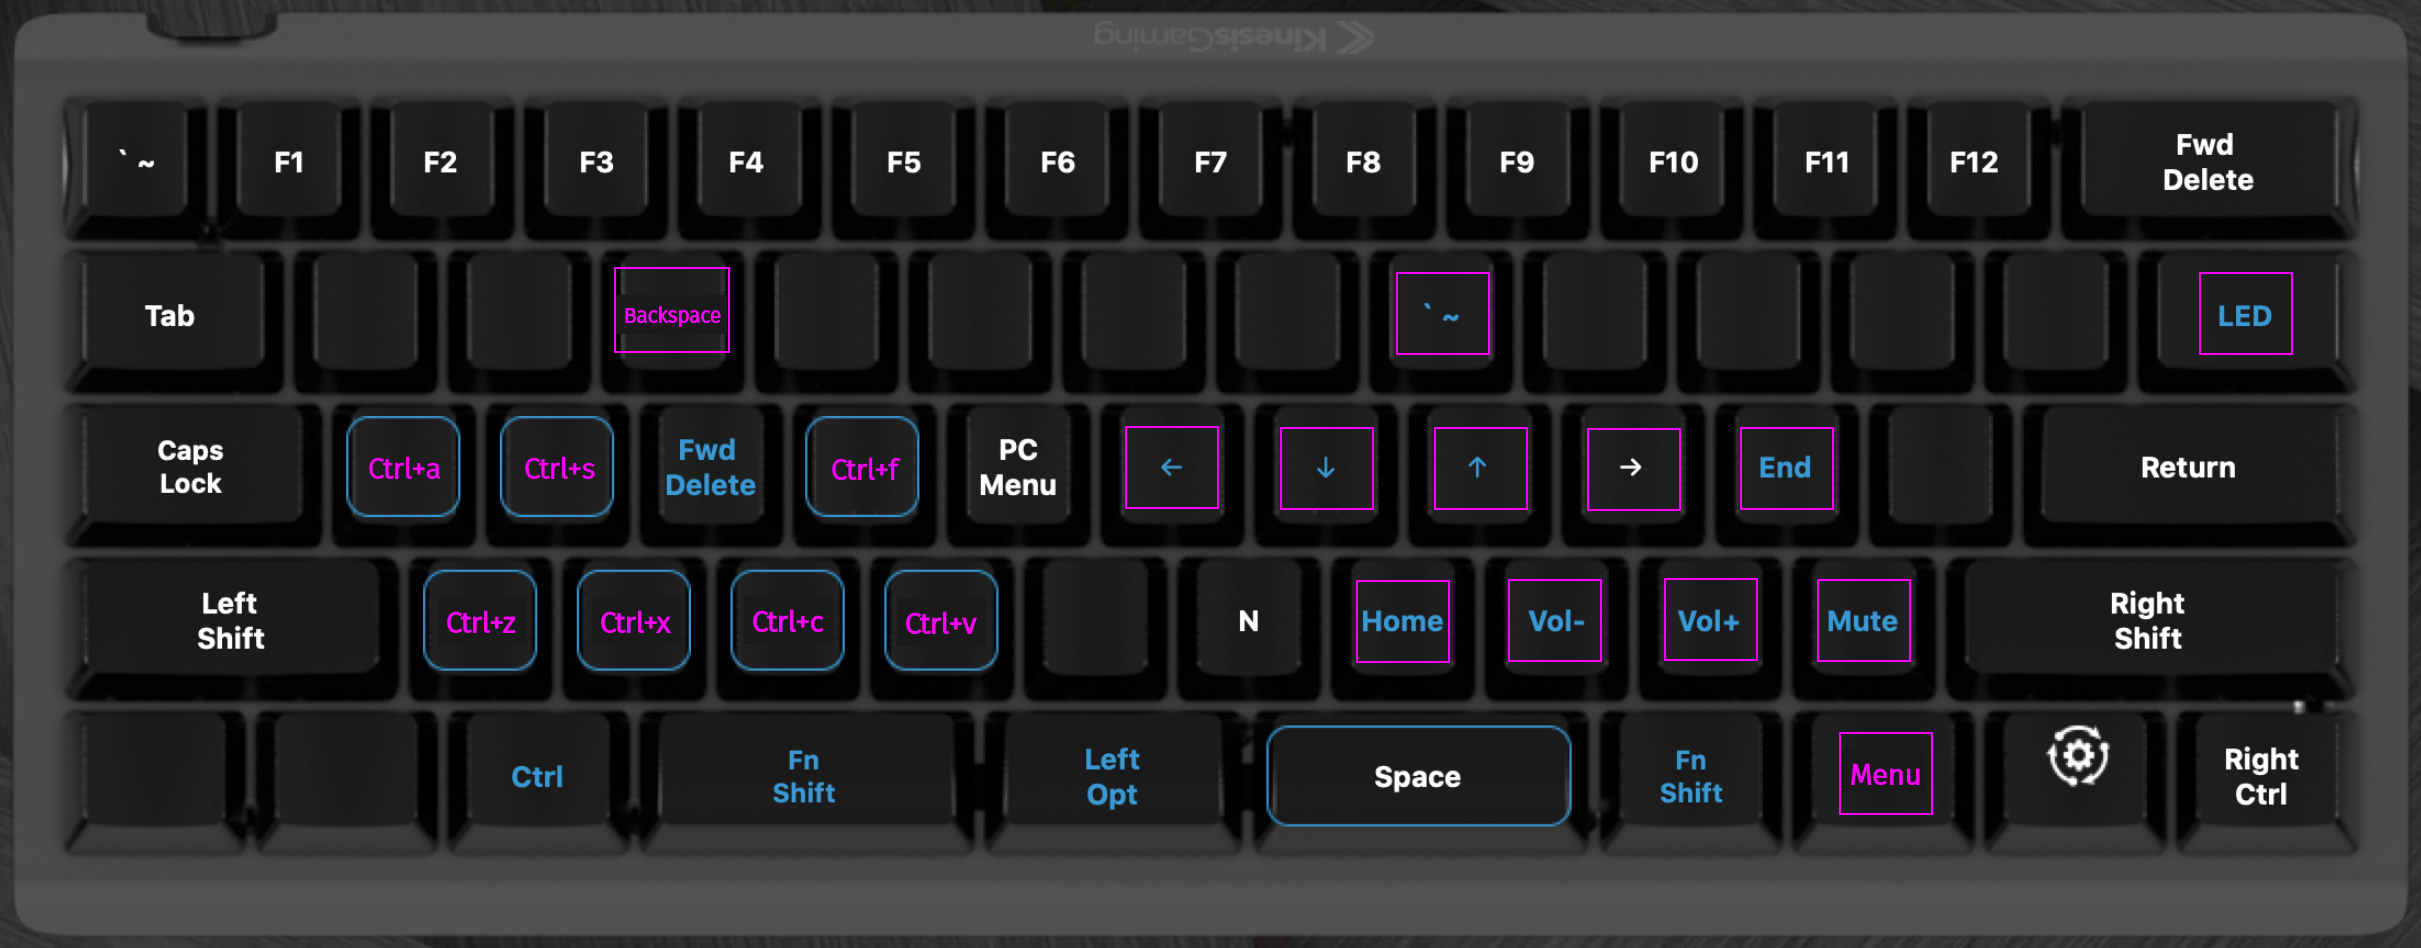 KinesisGaming
` ~ F1 F2 F3 F4 F5 F6 F7 F8 F9 F10 F11 F12 Fwd Delete
Tab Backspace ` ~ LED
Caps Lock Ctrl+a Ctrl+s Fwd Delete Ctrl+f PC Menu ← ↓ ↑ → End Return
Left Shift Ctrl+z Ctrl+x Ctrl+c Ctrl+v N Home Vol- Vol+ Mute Right Shift
Ctrl Fn Shift Left Opt Space Fn Shift Menu Right Ctrl